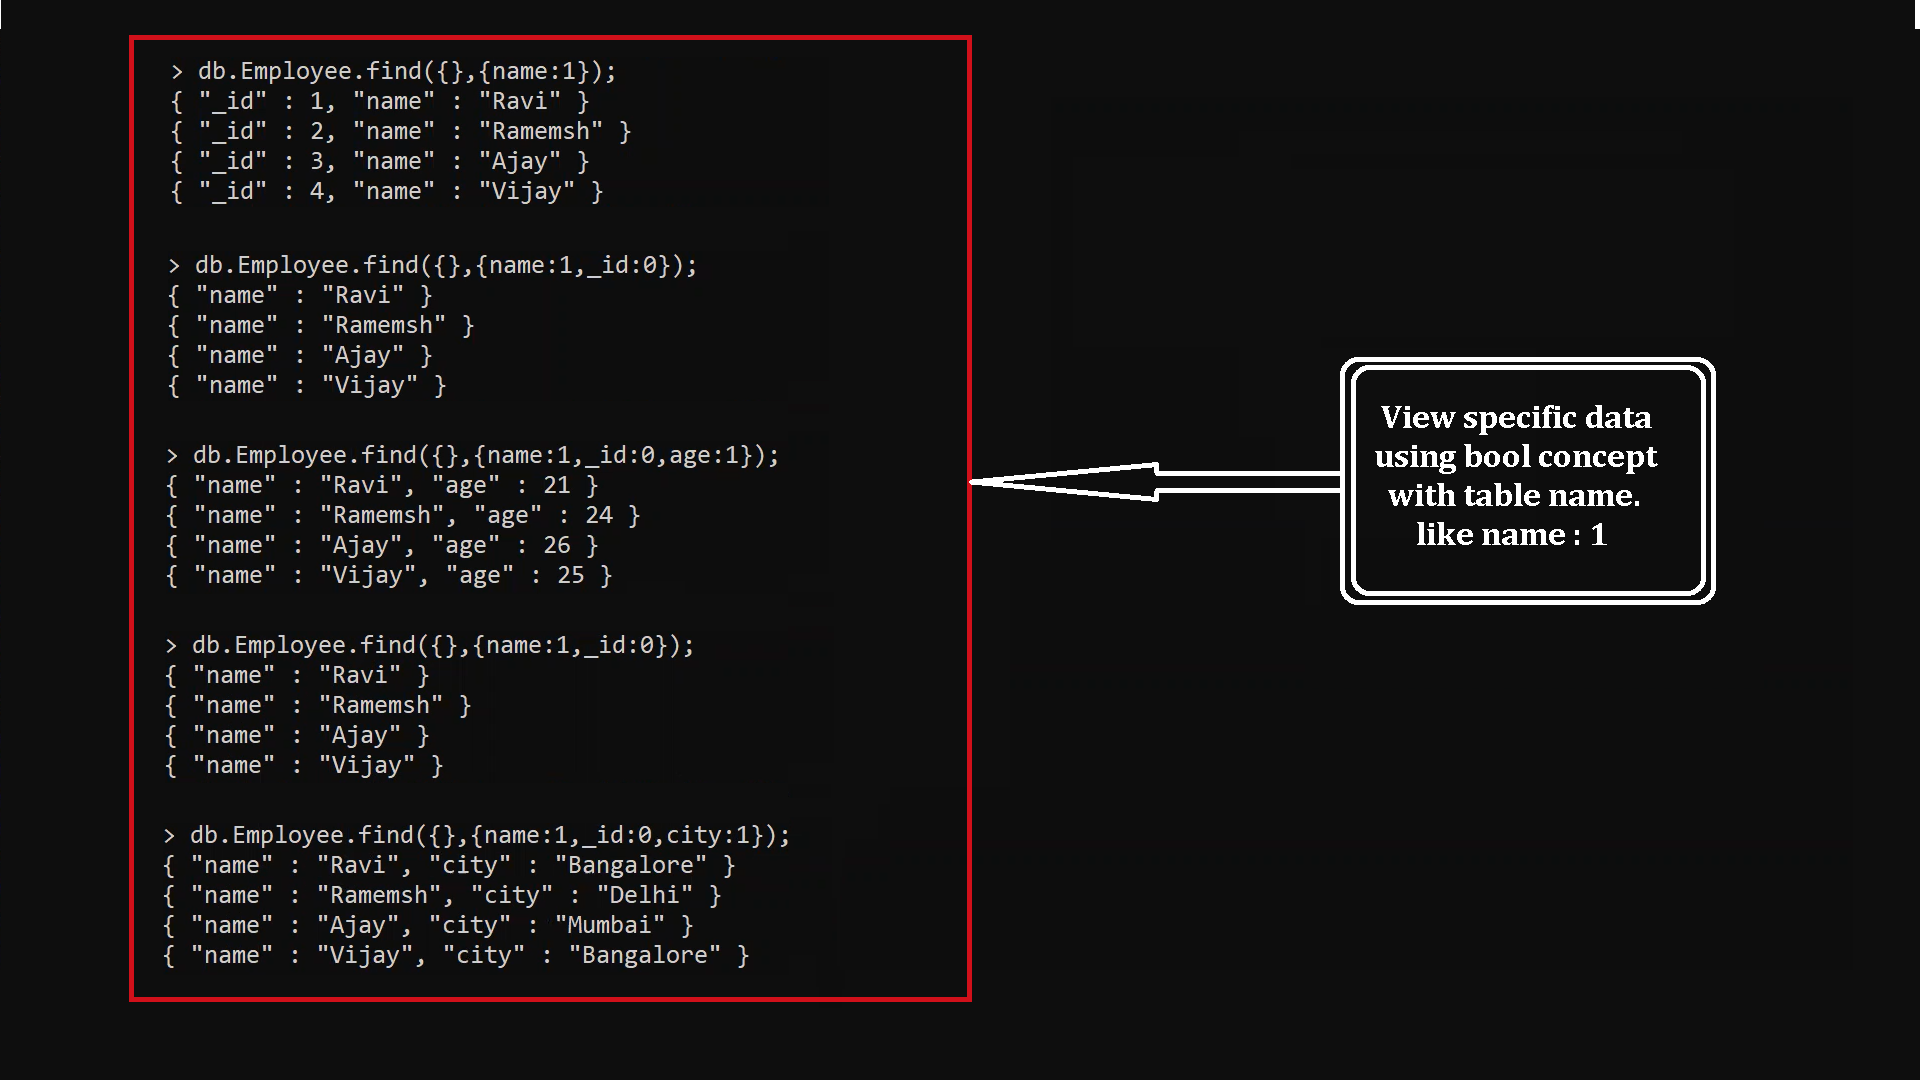 > db.Employee.find({},{name:1});
{ "_id" : 1, "name" : "Ravi" }
{ "_id" : 2, "name" : "Ramemsh" }
{ "_id" : 3, "name" : "Ajay" }
{ "_id" : 4, "name" : "Vijay" }
> db.Employee.find({},{name:1,_id:0});
{ "name" : "Ravi" }
{ "name" : "Ramemsh" }
{ "name" : "Ajay" }
{ "name" : "Vijay" }
> db.Employee.find({},{name:1,_id:0,age:1});
{ "name" : "Ravi", "age" : 21 }
{ "name" : "Ramemsh", "age" : 24 }
{ "name" : "Ajay", "age" : 26 }
{ "name" : "Vijay", "age" : 25 }
> db.Employee.find({},{name:1,_id:0});
{ "name" : "Ravi" }
{ "name" : "Ramemsh" }
{ "name" : "Ajay" }
{ "name" : "Vijay" }
> db.Employee.find({},{name:1,_id:0,city:1});
{ "name" : "Ravi", "city" : "Bangalore" }
{ "name" : "Ramemsh", "city" : "Delhi" }
{ "name" : "Ajay", "city" : "Mumbai" }
{ "name" : "Vijay", "city" : "Bangalore" }
View specific data
using bool concept
with table name.
like name : 1